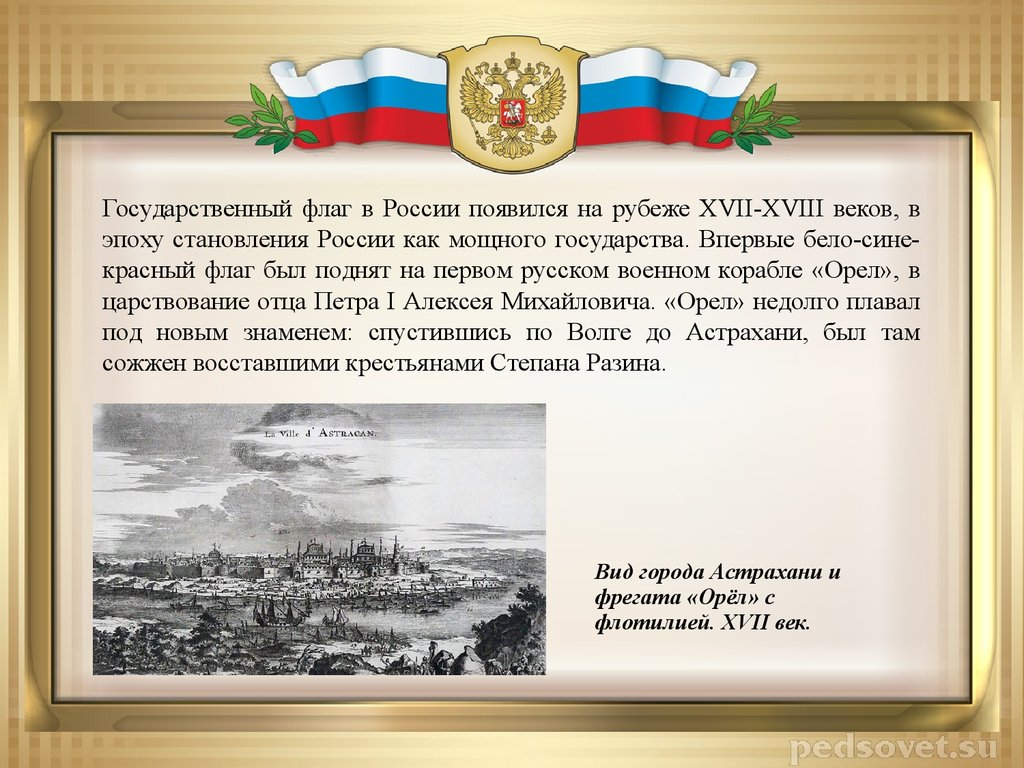 Государственный флаг в России появился на рубеже XVII-XVIII веков, в
эпоху становления России как мощного государства. Впервые бело-сине-
красный флаг был поднят на первом русском военном корабле «Орел», в
царствование отца Петра I Алексея Михайловича. «Орел» недолго плавал
под новым знаменем: спустившись по Волге до Астрахани, был там
сожжен восставшими крестьянами Степана Разина.
La Ville d' ASTRACAN.
Вид города Астрахани и
фрегата «Орёл» с
флотилией. XVII век.
pedsovet.su